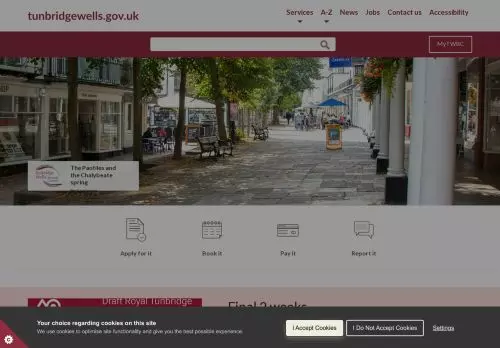 tunbridgewells.gov.uk
Services A-Z News Jobs Contact us Accessibility
MyTWBC
The Pantiles and
the Chalybeate
spring
Apply for it Book it Pay it Report it
Draft Royal Tunbridge
Final 2 weeks
Your choice regarding cookies on this site
We use cookies to optimise site functionality and give you the best possible experience.
I Accept Cookies
I Do Not Accept Cookies
Settings